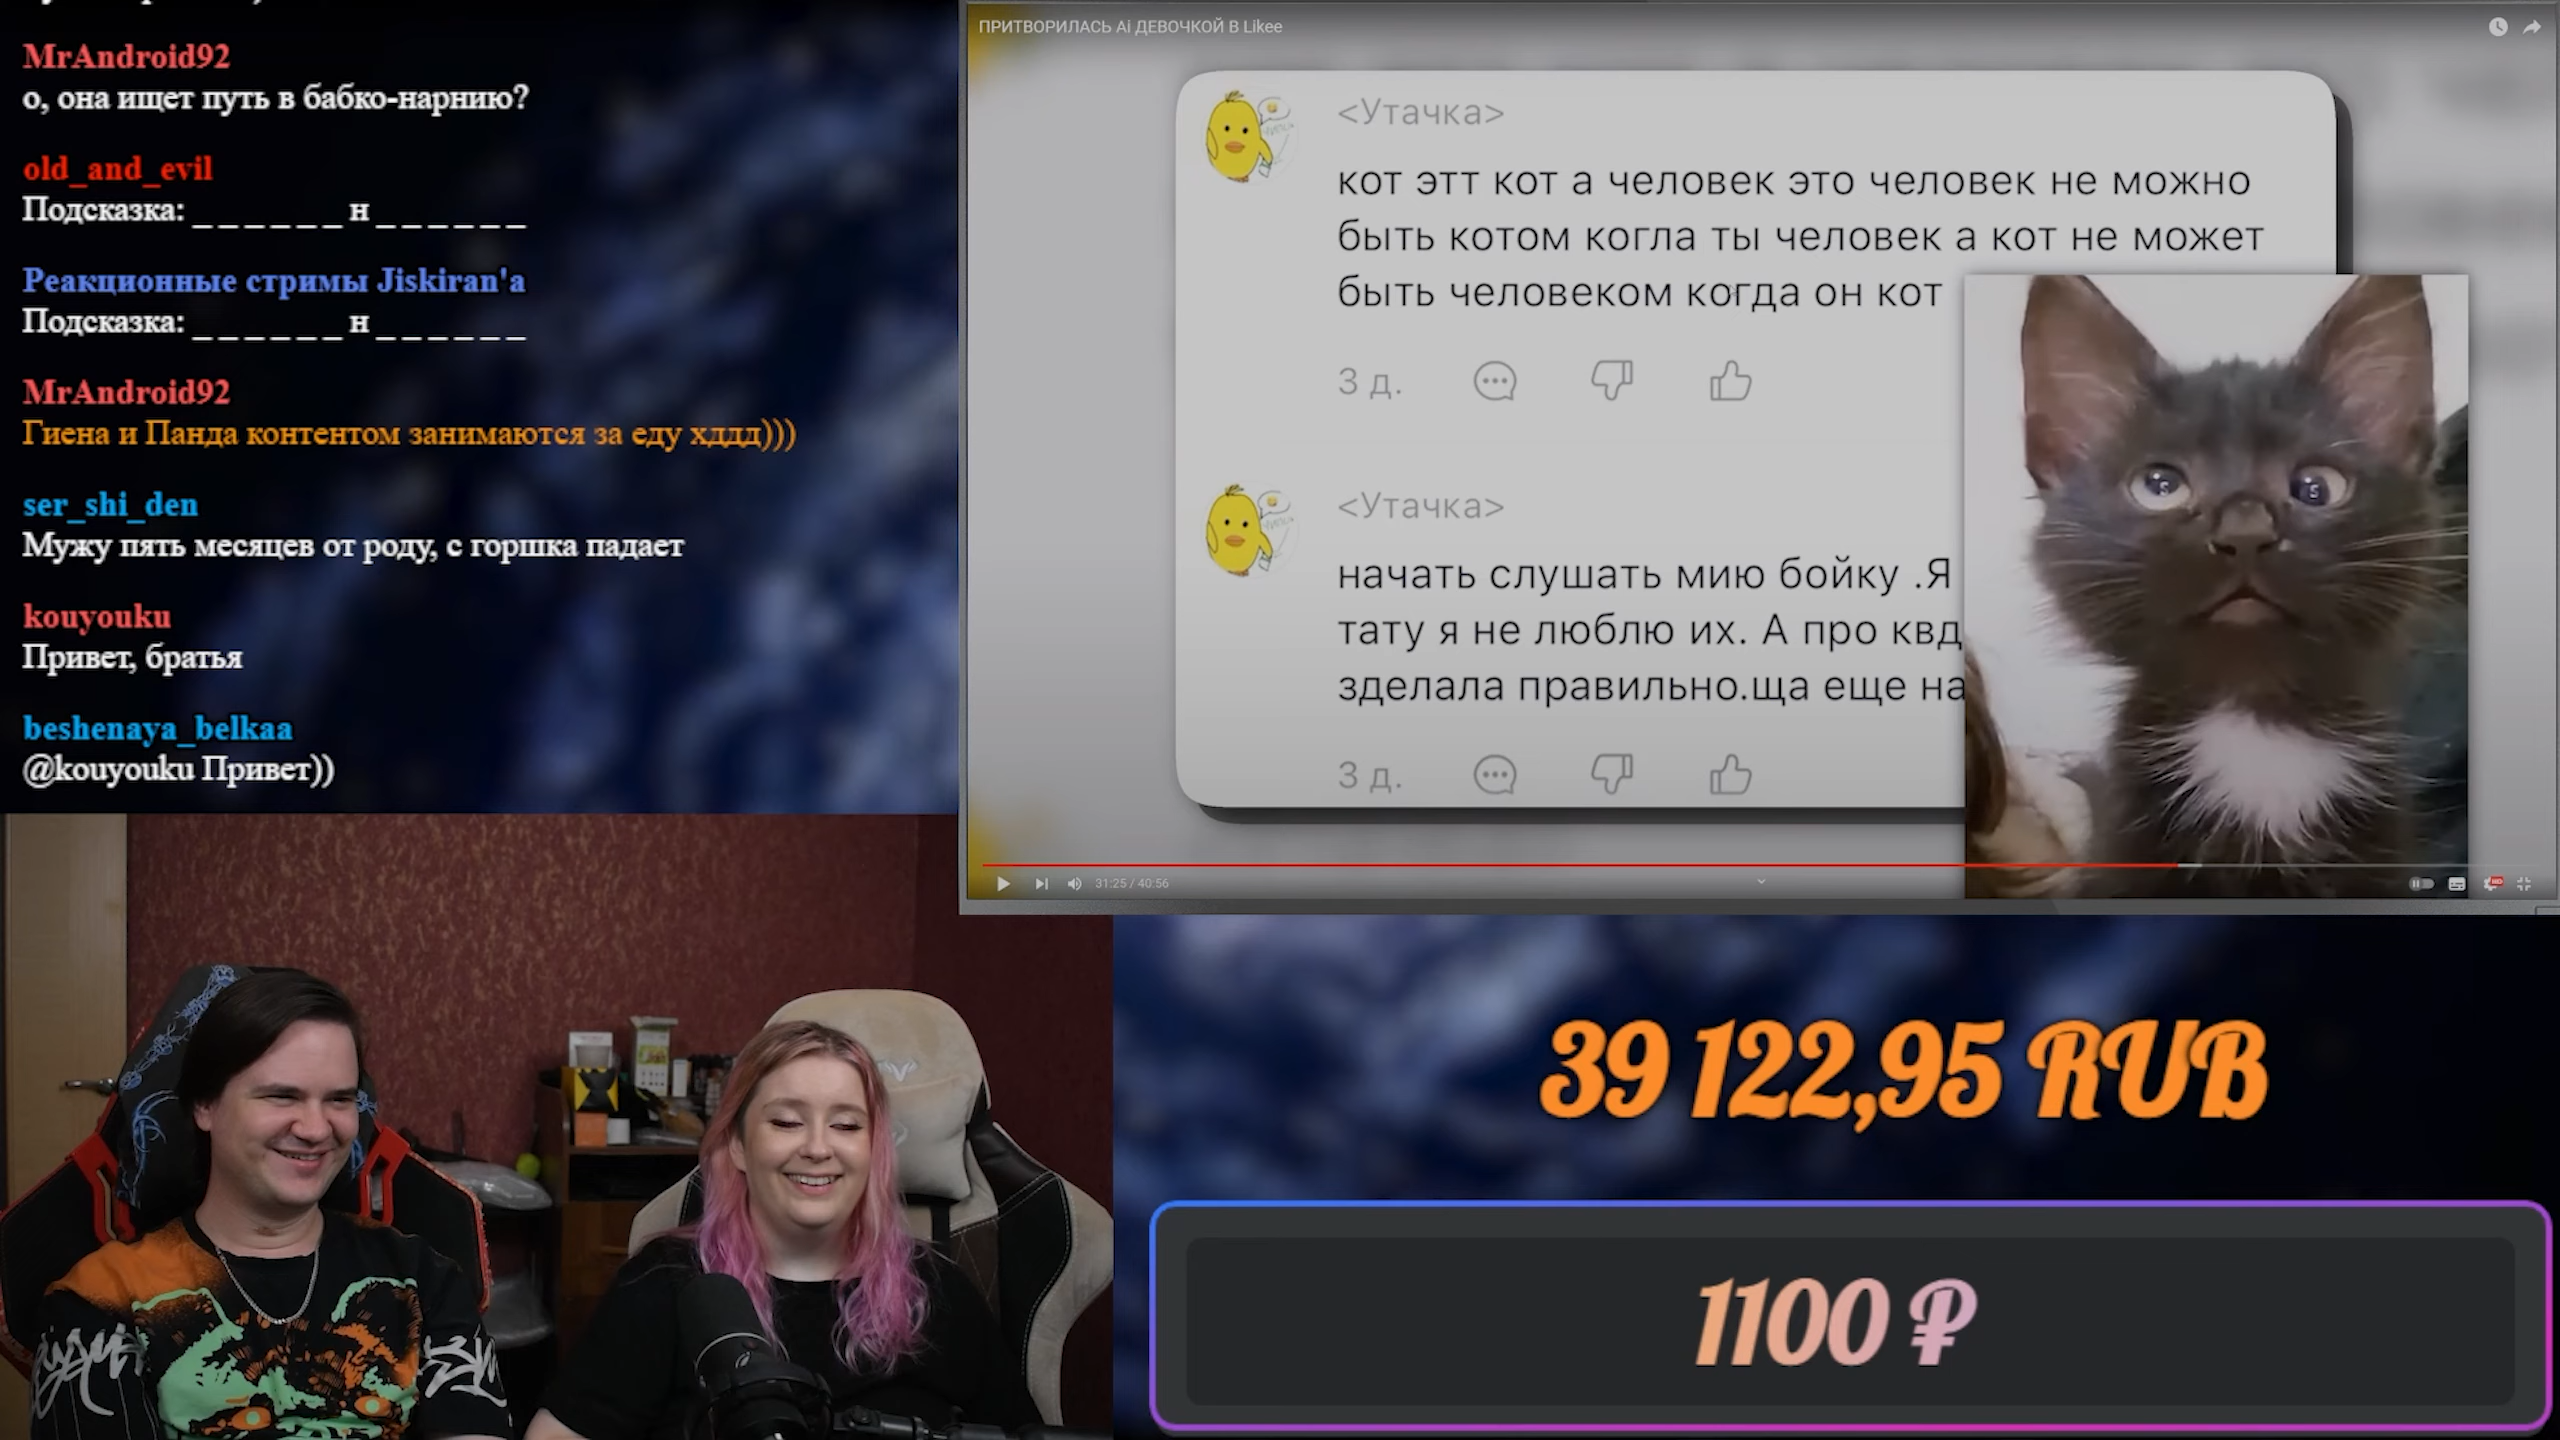 MrAndroid92
о, она ищет путь в бабко-нарнию?
old_and_evil
Подсказка: _ _ _ _ _ _ н _ _ _ _ _ _
Реакционные стримы Jiskiran'а
Подсказка: _ _ _ _ _ _ н _ _ _ _ _ _
MrAndroid92
Гиена и Панда контентом занимаются за еду хддд)))
ser_shi_den
Мужу пять месяцев от роду, с горшка падает
kouyouku
Привет, братья
beshenaya_belkaa
@kouyouku Привет))
ПРИТВОРИЛАСЬ Ai ДЕВОЧКОЙ В Likee
<Утачка>
кот этт кот а человек это человек не можно
быть котом когла ты человек а кот не может
быть человеком когда он кот
3 д.
<Утачка>
начать слушать мию бойку .Я
тату я не люблю их. А про квд
зделала правильно.ща еще на
3 д.
31:25 / 40:56
39 122,95 RUB
1100 ₽